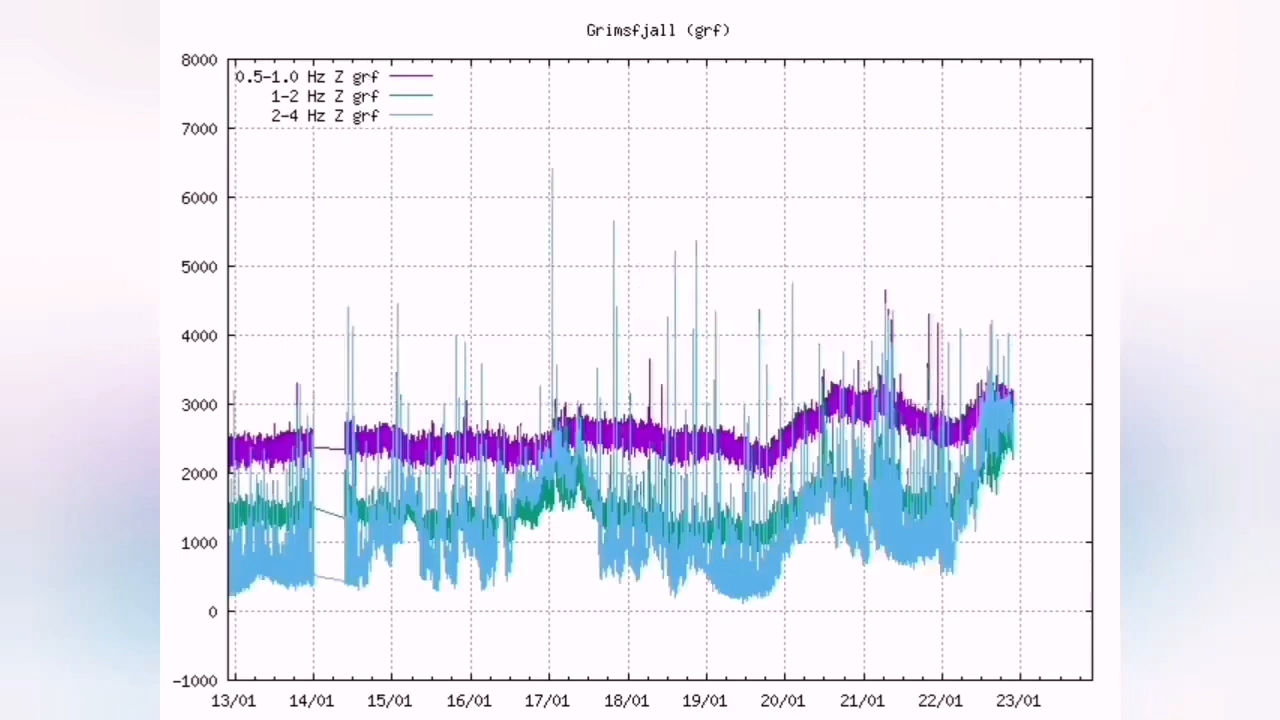 Grimsfjall (grf)
8000
0.5-1.0 Hz Z grf
1-2 Hz Z grf
2-4 Hz Z grf
7000
6000
5000
4000
3000
2000
1000
0
-1000
13/01 14/01 15/01 16/01 17/01 18/01 19/01 20/01 21/01 22/01 23/01